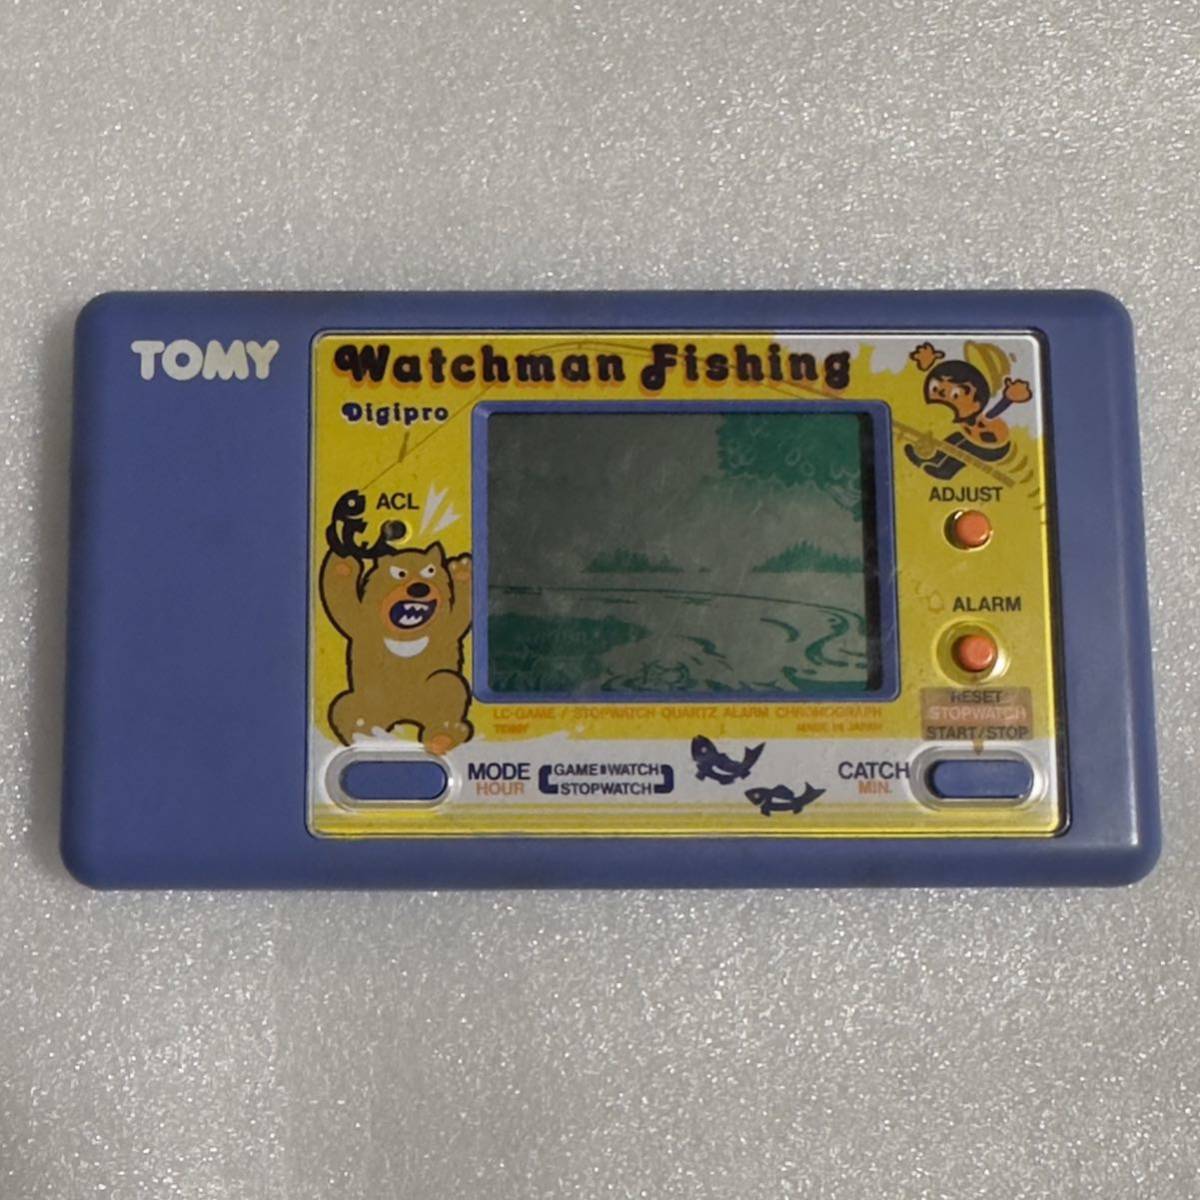 TOMY
Watchman Fishing
Digipro
ACL
ADJUST
ALARM
RESET
STOPWATCH
START/STOP
LC-GAME / STOPWATCH QUARTZ ALARM CHRONOGRAPH
TOMY
MADE IN JAPAN
MODE
HOUR
GAME WATCH
STOPWATCH
CATCH
MIN.